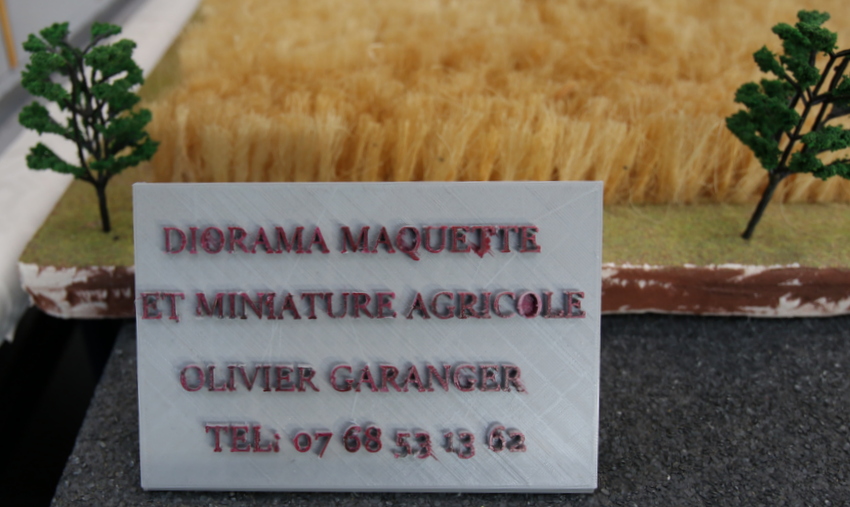 DIORAMA MAQUETTE
ET MINIATURE AGRICOLE
OLIVIER GARANGER
TEL: 07 68 53 13 62